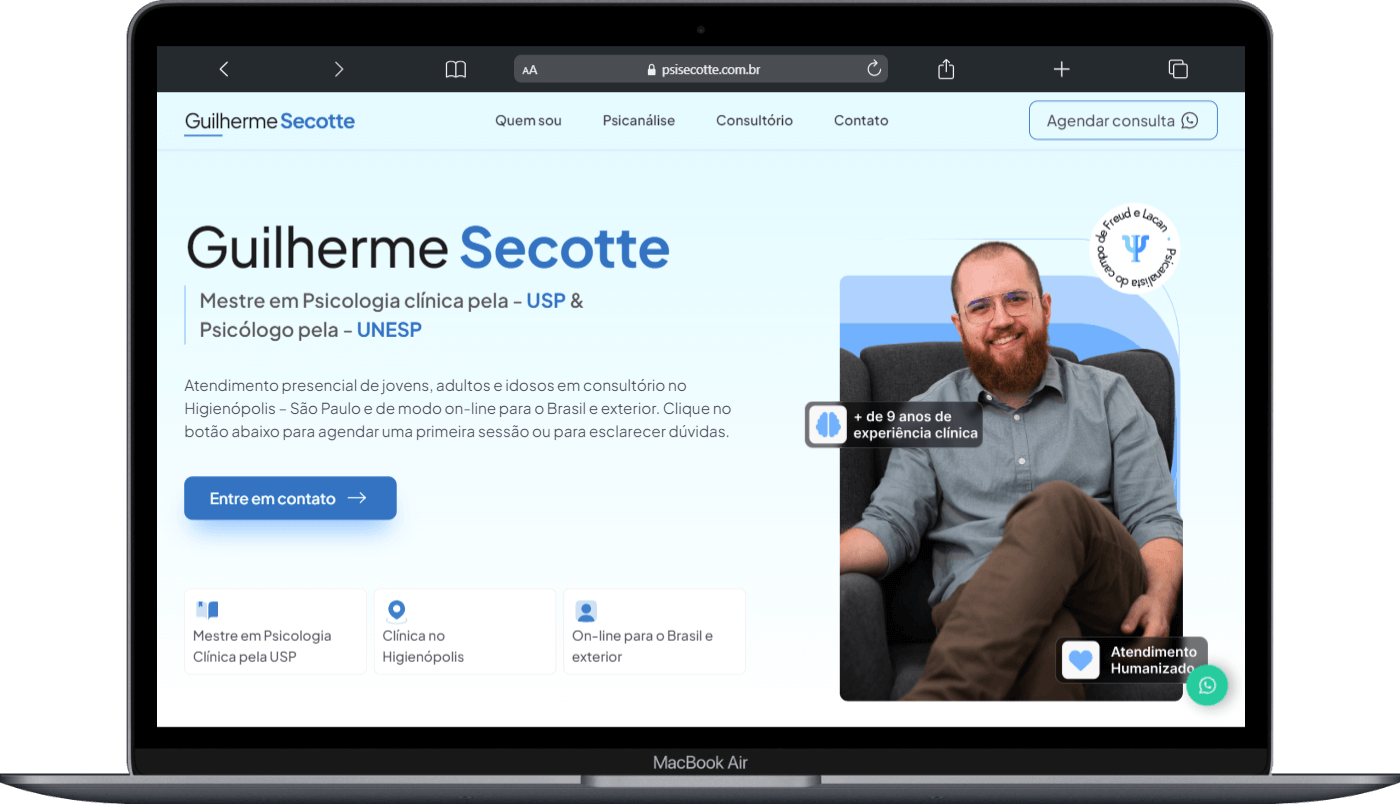 AA
psisecotte.com.br
Guilherme Secotte
Quem sou
Psicanálise
Consultório
Contato
Agendar consulta
Guilherme Secotte
Mestre em Psicologia clínica pela – USP &
Psicólogo pela – UNESP
Atendimento presencial de jovens, adultos e idosos em consultório no
Higienópolis – São Paulo e de modo on-line para o Brasil e exterior. Clique no
botão abaixo para agendar uma primeira sessão ou para esclarecer dúvidas.
Entre em contato
Mestre em Psicologia
Clínica pela USP
Clínica no
Higienópolis
On-line para o Brasil e
exterior
Psicanalista do campo de Freud e Lacan •
Ψ
+ de 9 anos de
experiência clínica
Atendimento
Humanizado
MacBook Air